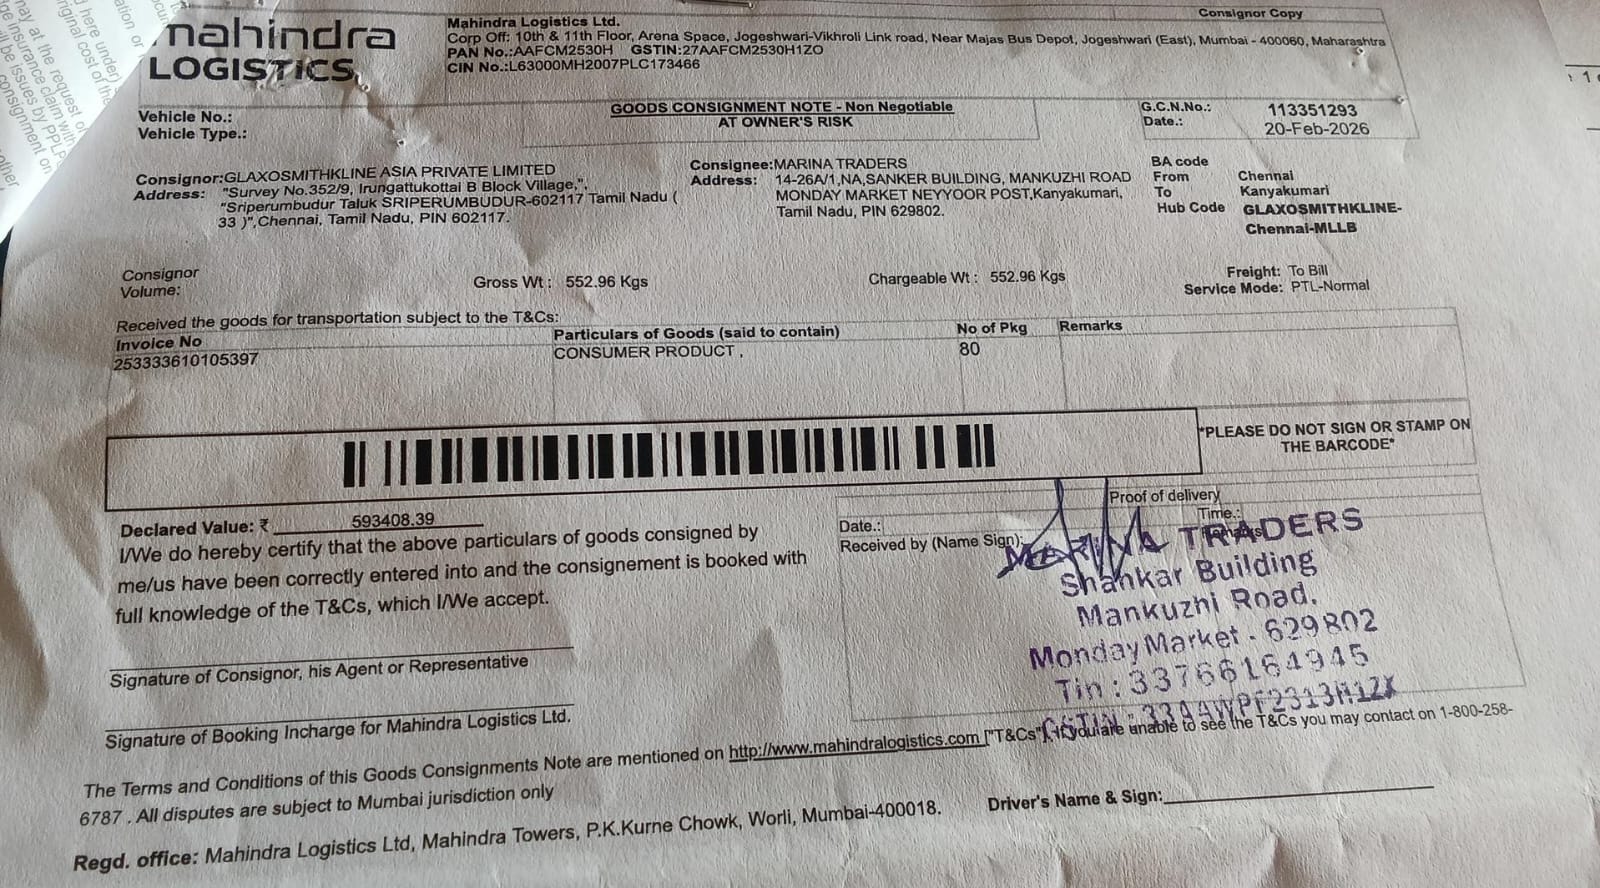 Consignor Copy
mahindra
LOGISTICS
Mahindra Logistics Ltd.
Corp Off: 10th & 11th Floor, Arena Space, Jogeshwari-Vikhroli Link road, Near Majas Bus Depot, Jogeshwari (East), Mumbai - 400060, Maharashtra
PAN No.:AAFCM2530H GSTIN:27AAFCM2530H1ZO
CIN No.:L63000MH2007PLC173466
Vehicle No.:
Vehicle Type.:
GOODS CONSIGNMENT NOTE - Non Negotiable
AT OWNER'S RISK
G.C.N.No.: 113351293
Date.: 20-Feb-2026
Consignor:GLAXOSMITHKLINE ASIA PRIVATE LIMITED
Address: "Survey No.352/9, Irungattukottai B Block Village,",
"Sriperumbudur Taluk SRIPERUMBUDUR-602117 Tamil Nadu (
33 )",Chennai, Tamil Nadu, PIN 602117.
Consignee:MARINA TRADERS
Address: 14-26A/1,NA,SANKER BUILDING, MANKUZHI ROAD
MONDAY MARKET NEYYOOR POST,Kanyakumari,
Tamil Nadu, PIN 629802.
BA code
From Chennai
To Kanyakumari
Hub Code GLAXOSMITHKLINE-
Chennai-MLLB
Consignor
Volume:
Gross Wt : 552.96 Kgs
Chargeable Wt : 552.96 Kgs
Freight: To Bill
Service Mode: PTL-Normal
Received the goods for transportation subject to the T&Cs:
Invoice No Particulars of Goods (said to contain) No of Pkg Remarks
253333610105397 CONSUMER PRODUCT , 80
*PLEASE DO NOT SIGN OR STAMP ON
THE BARCODE*
Declared Value: ₹ 593408.39
I/We do hereby certify that the above particulars of goods consigned by
me/us have been correctly entered into and the consignement is booked with
full knowledge of the T&Cs, which I/We accept.
Signature of Consignor, his Agent or Representative
Signature of Booking Incharge for Mahindra Logistics Ltd.
Proof of delivery
Date.: Time.:
Received by (Name Sign):
MARINA TRADERS
Shankar Building
Mankuzhi Road,
Monday Market - 629802
Tin : 33766164945
GSTIN : 33AAWPF2313H1ZX
The Terms and Conditions of this Goods Consignments Note are mentioned on http://www.mahindralogistics.com ["T&Cs"]. If you are unable to see the T&Cs you may contact on 1-800-258-
6787 . All disputes are subject to Mumbai jurisdiction only
Regd. office: Mahindra Logistics Ltd, Mahindra Towers, P.K.Kurne Chowk, Worli, Mumbai-400018.
Driver's Name & Sign: